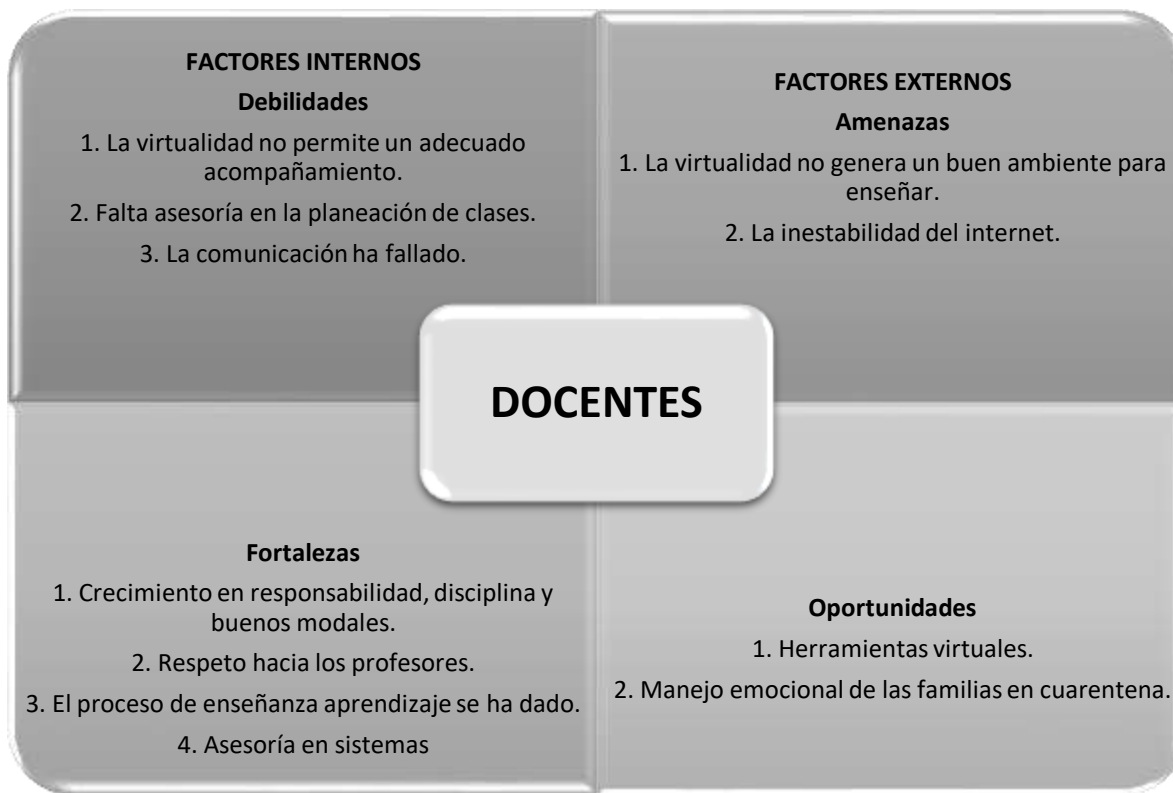 FACTORES INTERNOS
Debilidades
1. La virtualidad no permite un adecuado
acompañamiento.
2. Falta asesoría en la planeación de clases.
3. La comunicación ha fallado.
FACTORES EXTERNOS
Amenazas
1. La virtualidad no genera un buen ambiente para
enseñar.
2. La inestabilidad del internet.
DOCENTES
Fortalezas
1. Crecimiento en responsabilidad, disciplina y
buenos modales.
2. Respeto hacia los profesores.
3. El proceso de enseñanza aprendizaje se ha dado.
4. Asesoría en sistemas
Oportunidades
1. Herramientas virtuales.
2. Manejo emocional de las familias en cuarentena.